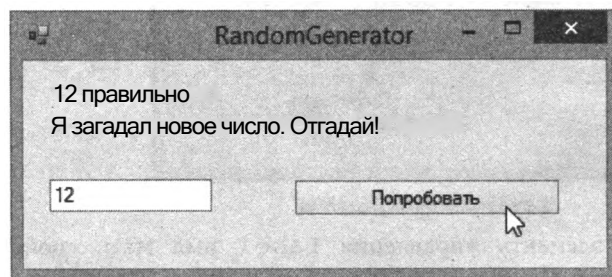 RandomGenerator
12 правильно
Я загадал новое число. Отгадай!
12
Попробовать